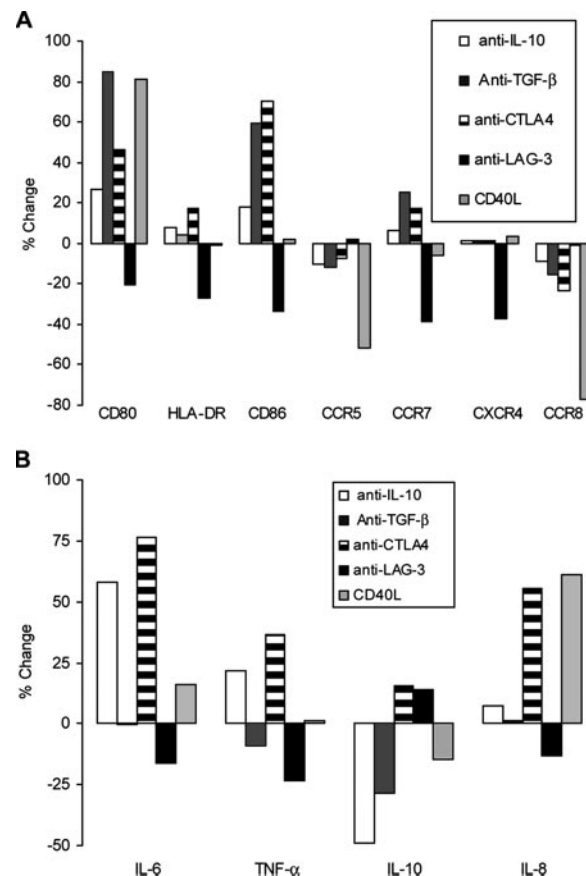 A
anti-IL-10
Anti-TGF-β
anti-CTLA4
anti-LAG-3
CD40L
% Change
100
80
60
40
20
0
-20
-40
-60
-80
CD80 HLA-DR CD86 CCR5 CCR7 CXCR4 CCR8
B
anti-IL-10
Anti-TGF-β
anti-CTLA4
anti-LAG-3
CD40L
% Change
100
75
50
25
0
-25
-50
IL-6 TNF-α IL-10 IL-8